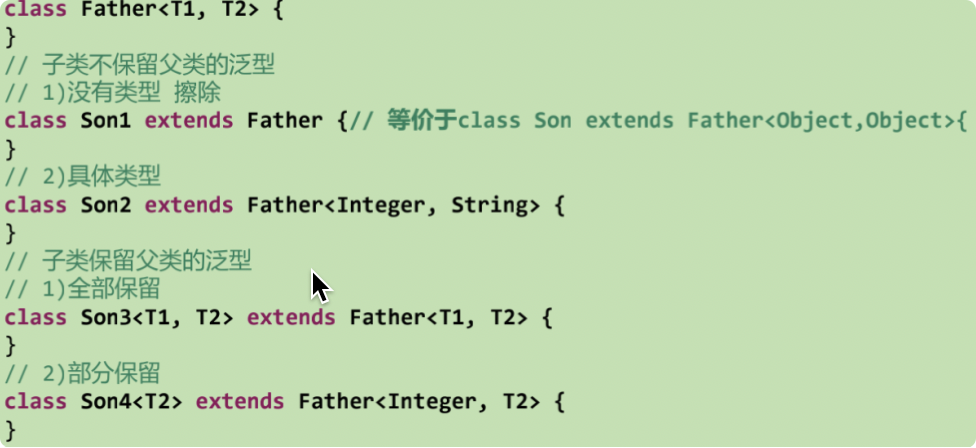 class Father<T1, T2> {
}
// 子类不保留父类的泛型
// 1)没有类型 擦除
class Son1 extends Father {// 等价于class Son extends Father<Object,Object>{
}
// 2)具体类型
class Son2 extends Father<Integer, String> {
}
// 子类保留父类的泛型
// 1)全部保留
class Son3<T1, T2> extends Father<T1, T2> {
}
// 2)部分保留
class Son4<T2> extends Father<Integer, T2> {
}